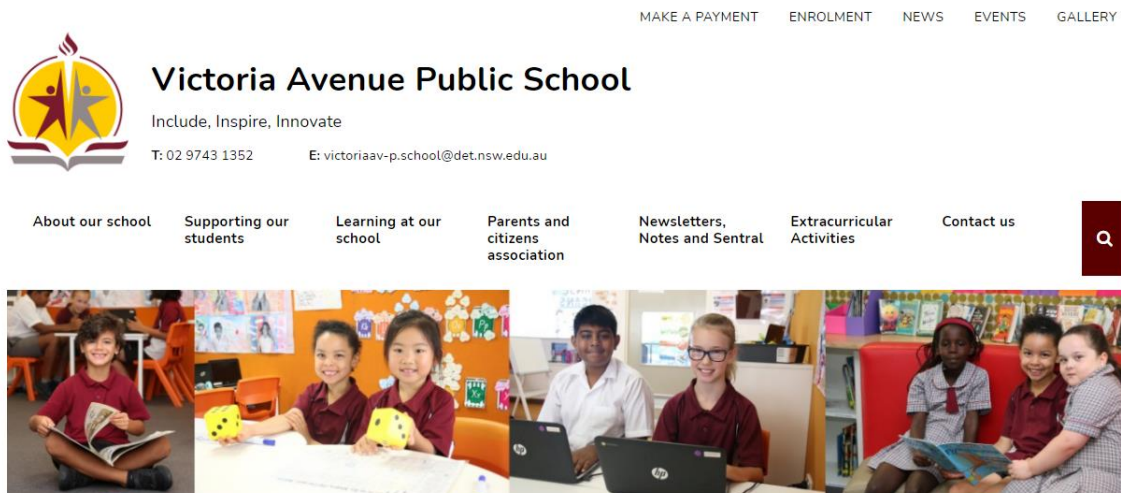 MAKE A PAYMENT ENROLMENT NEWS EVENTS GALLERY
Victoria Avenue Public School
Include, Inspire, Innovate
T: 02 9743 1352 E: victoriaav-p.school@det.nsw.edu.au
About our school
Supporting our
students
Learning at our
school
Parents and
citizens
association
Newsletters,
Notes and Sentral
Extracurricular
Activities
Contact us
hp
hp